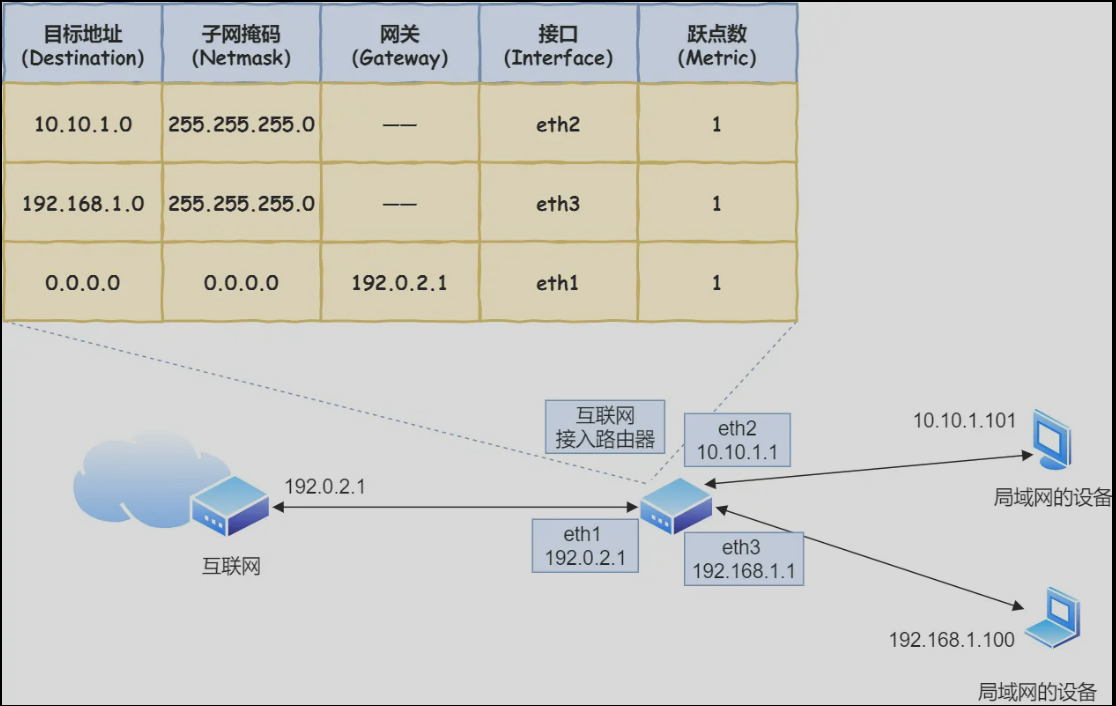 目标地址 子网掩码 网关 接口 跃点数
(Destination) (Netmask) (Gateway) (Interface) (Metric)
10.10.1.0 255.255.255.0 —— eth2 1
192.168.1.0 255.255.255.0 —— eth3 1
0.0.0.0 0.0.0.0 192.0.2.1 eth1 1
互联网
接入路由器
eth2
10.10.1.1
10.10.1.101
局域网的设备
192.0.2.1
互联网
eth1
192.0.2.1
eth3
192.168.1.1
192.168.1.100
局域网的设备